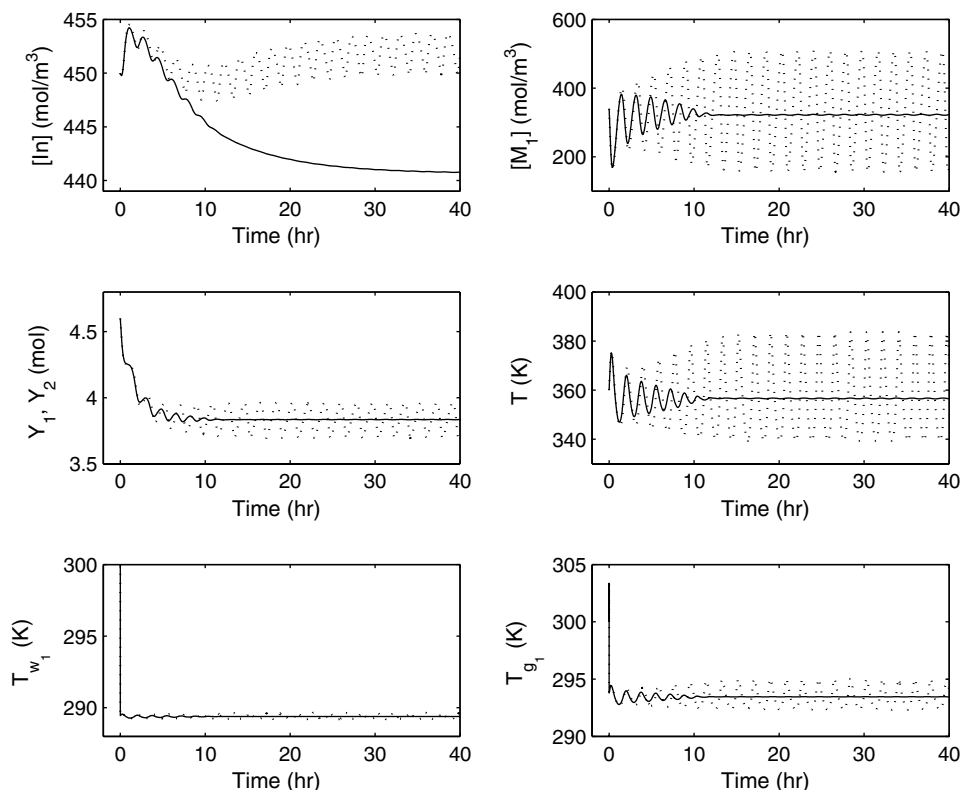 455
450
445
440
[In] (mol/m³)
0 10 20 30 40
Time (hr)
600
400
200
[M₁] (mol/m³)
0 10 20 30 40
Time (hr)
4.5
4
3.5
Y₁, Y₂ (mol)
0 10 20 30 40
Time (hr)
400
380
360
340
T (K)
0 10 20 30 40
Time (hr)
300
295
290
T_w₁ (K)
0 10 20 30 40
Time (hr)
305
300
295
290
T_g₁ (K)
0 10 20 30 40
Time (hr)